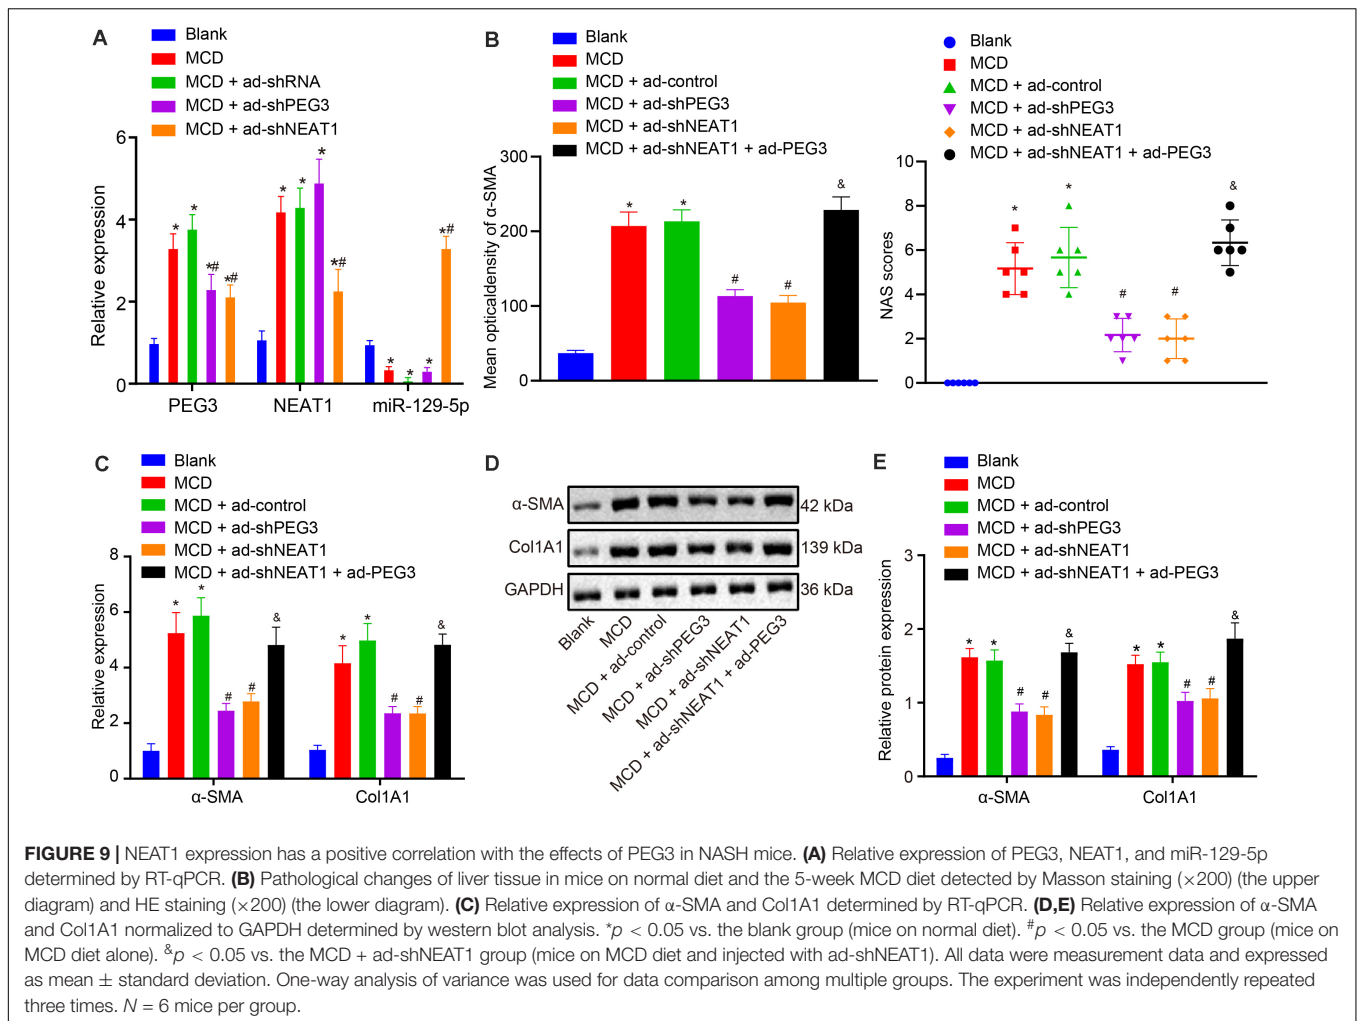 A
Blank
MCD
MCD + ad-shRNA
MCD + ad-shPEG3
MCD + ad-shNEAT1
Relative expression
6
4
2
0
* * *# *#
* * * *#
* * * *#
PEG3 NEAT1 miR-129-5p
B
Blank
MCD
MCD + ad-control
MCD + ad-shPEG3
MCD + ad-shNEAT1
MCD + ad-shNEAT1 + ad-PEG3
Mean opticaldensity of α-SMA
300
200
100
0
* * # # &
Blank
MCD
MCD + ad-control
MCD + ad-shPEG3
MCD + ad-shNEAT1
MCD + ad-shNEAT1 + ad-PEG3
NAS scores
10
8
6
4
2
0
* * # # &
C
Blank
MCD
MCD + ad-control
MCD + ad-shPEG3
MCD + ad-shNEAT1
MCD + ad-shNEAT1 + ad-PEG3
Relative expression
8
6
4
2
0
* * # # &
* * # # &
α-SMA Col1A1
D
α-SMA 42 kDa
Col1A1 139 kDa
GAPDH 36 kDa
Blank
MCD
MCD + ad-control
MCD + ad-shPEG3
MCD + ad-shNEAT1
MCD + ad-shNEAT1 + ad-PEG3
E
Blank
MCD
MCD + ad-control
MCD + ad-shPEG3
MCD + ad-shNEAT1
MCD + ad-shNEAT1 + ad-PEG3
Relative protein expression
3
2
1
0
* * # # &
* * # # &
α-SMA Col1A1
FIGURE 9 | NEAT1 expression has a positive correlation with the effects of PEG3 in NASH mice. (A) Relative expression of PEG3, NEAT1, and miR-129-5p
determined by RT-qPCR. (B) Pathological changes of liver tissue in mice on normal diet and the 5-week MCD diet detected by Masson staining (×200) (the upper
diagram) and HE staining (×200) (the lower diagram). (C) Relative expression of α-SMA and Col1A1 determined by RT-qPCR. (D,E) Relative expression of α-SMA
and Col1A1 normalized to GAPDH determined by western blot analysis. *p < 0.05 vs. the blank group (mice on normal diet). #p < 0.05 vs. the MCD group (mice on
MCD diet alone). &p < 0.05 vs. the MCD + ad-shNEAT1 group (mice on MCD diet and injected with ad-shNEAT1). All data were measurement data and expressed
as mean ± standard deviation. One-way analysis of variance was used for data comparison among multiple groups. The experiment was independently repeated
three times. N = 6 mice per group.